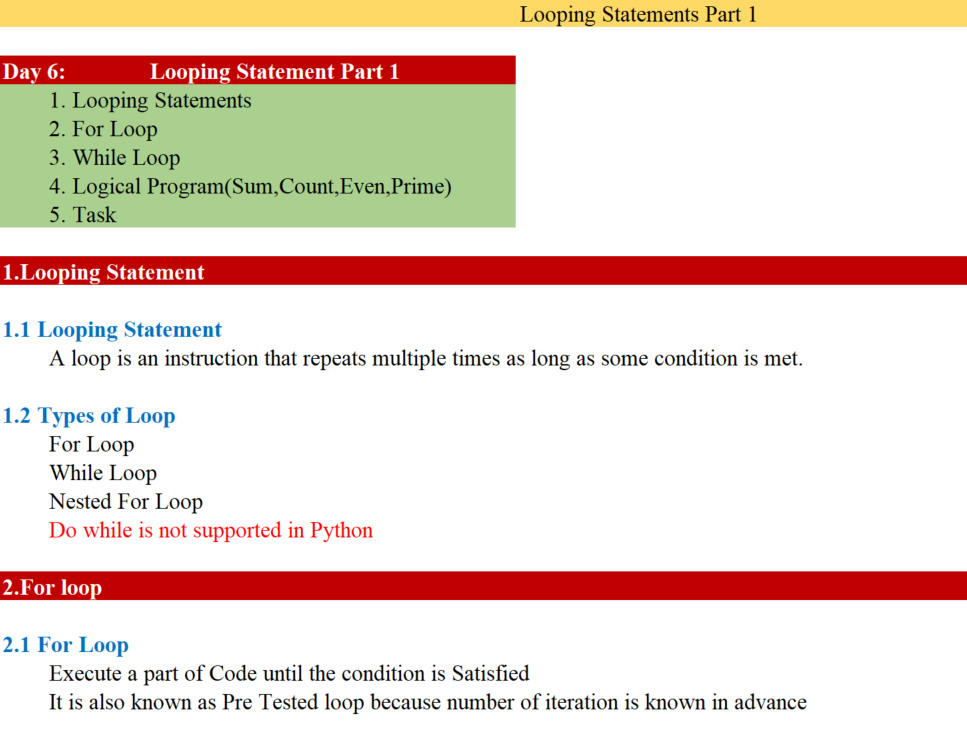 Looping Statements Part 1
Day 6: Looping Statement Part 1
1. Looping Statements
2. For Loop
3. While Loop
4. Logical Program(Sum,Count,Even,Prime)
5. Task
1.Looping Statement
1.1 Looping Statement
A loop is an instruction that repeats multiple times as long as some condition is met.
1.2 Types of Loop
For Loop
While Loop
Nested For Loop
Do while is not supported in Python
2.For loop
2.1 For Loop
Execute a part of Code until the condition is Satisfied
It is also known as Pre Tested loop because number of iteration is known in advance